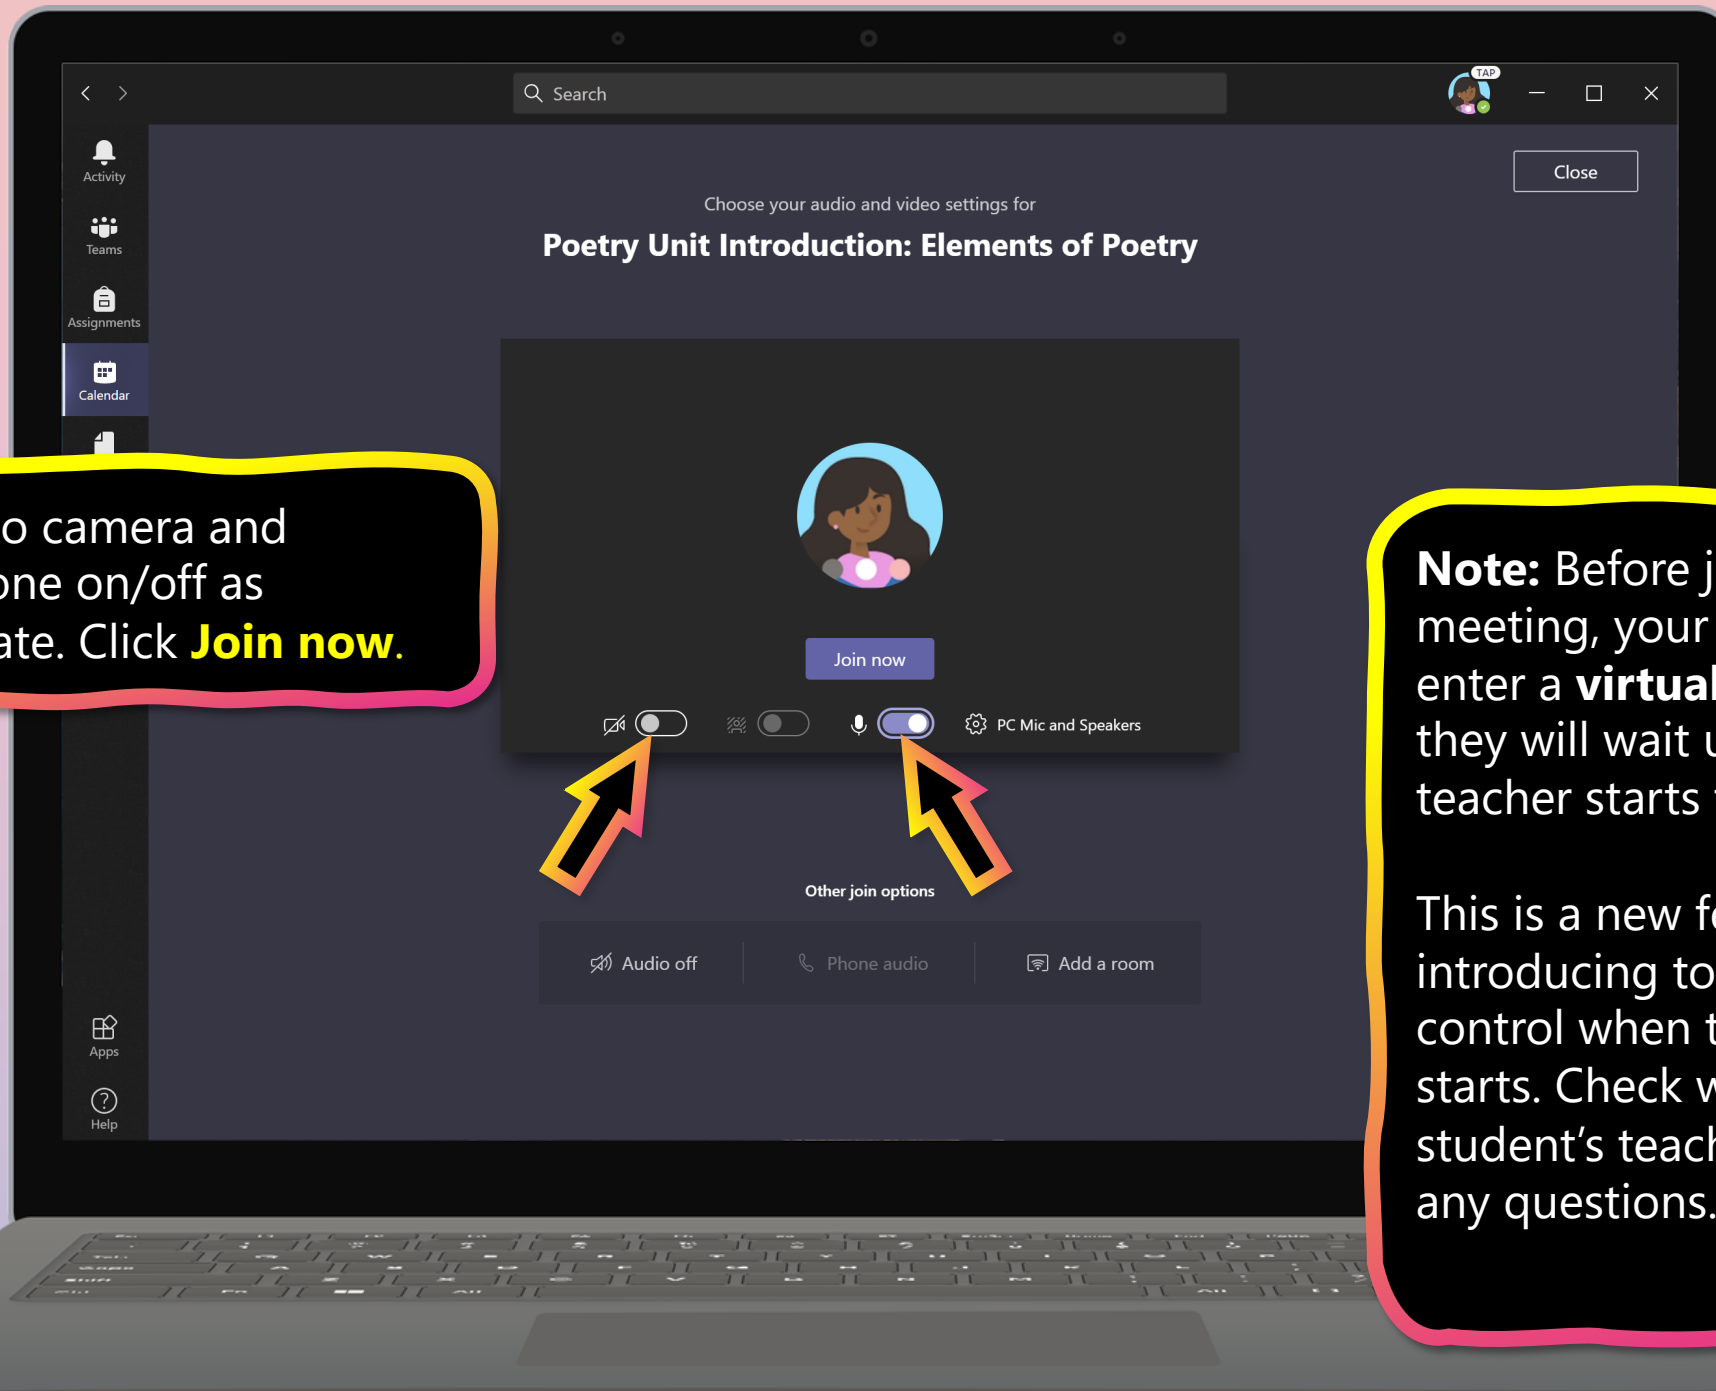 Search
TAP
Activity
Teams
Assignments
Calendar
Apps
Help
Close
Choose your audio and video settings for
Poetry Unit Introduction: Elements of Poetry
Join now
PC Mic and Speakers
Other join options
Audio off
Phone audio
Add a room
o camera and
one on/off as
ate. Click Join now.
Note: Before j
meeting, your
enter a virtual
they will wait u
teacher starts t
This is a new fe
introducing to
control when t
starts. Check w
student's teach
any questions.